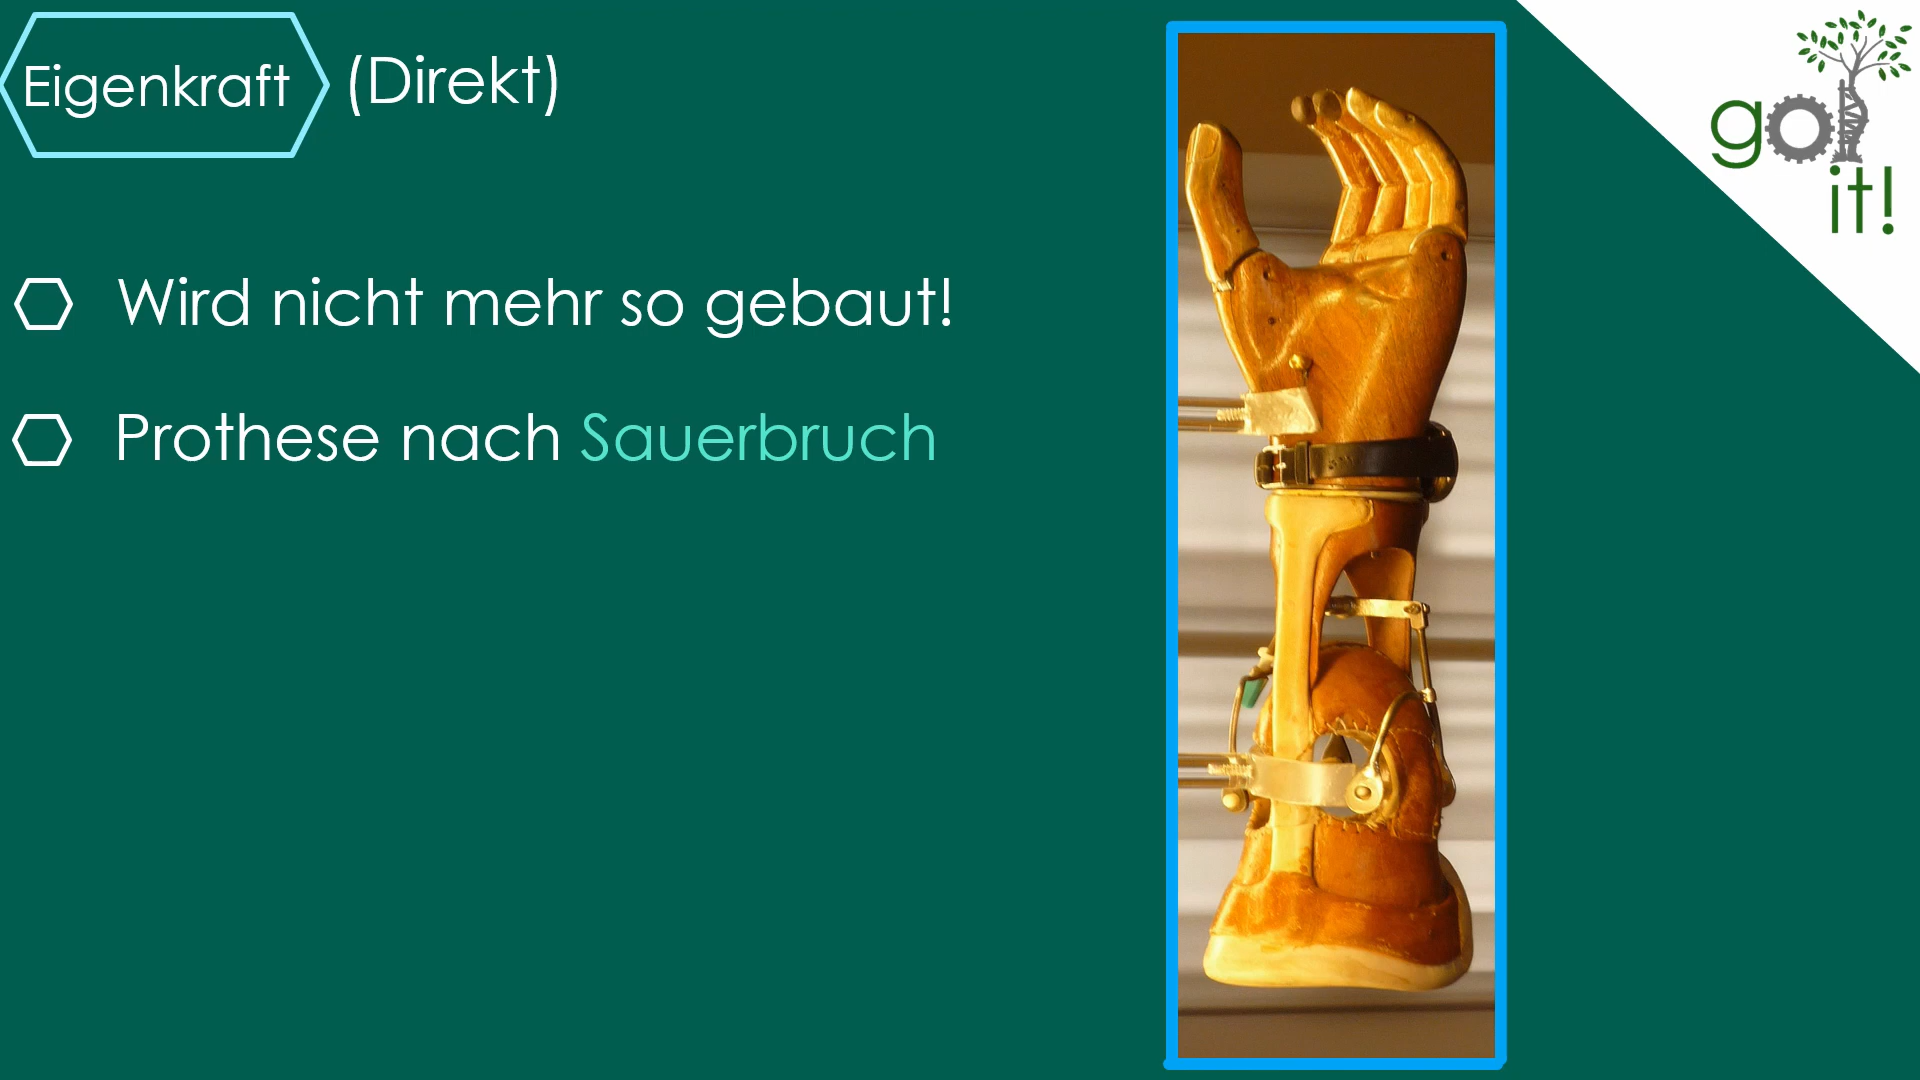 Eigenkraft (Direkt)
Wird nicht mehr so gebaut!
Prothese nach Sauerbruch
go
it!